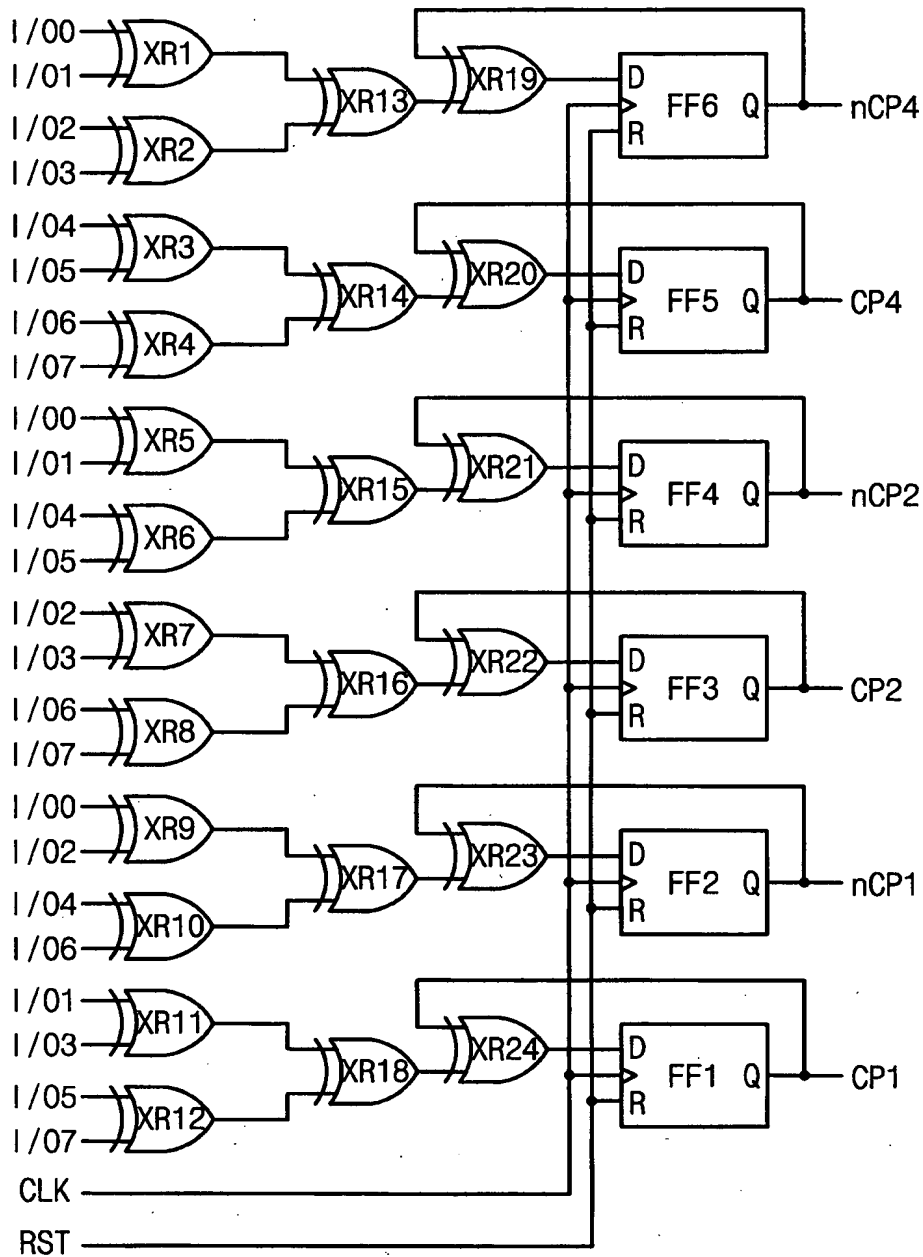 I/00
I/01
XR1
I/02
I/03
XR2
XR13
XR19
D
R
FF6
Q
nCP4
I/04
I/05
XR3
I/06
I/07
XR4
XR14
XR20
D
R
FF5
Q
CP4
I/00
I/01
XR5
I/04
I/05
XR6
XR15
XR21
D
R
FF4
Q
nCP2
I/02
I/03
XR7
I/06
I/07
XR8
XR16
XR22
D
R
FF3
Q
CP2
I/00
I/02
XR9
I/04
I/06
XR10
XR17
XR23
D
R
FF2
Q
nCP1
I/01
I/03
XR11
I/05
I/07
XR12
XR18
XR24
D
R
FF1
Q
CP1
CLK
RST